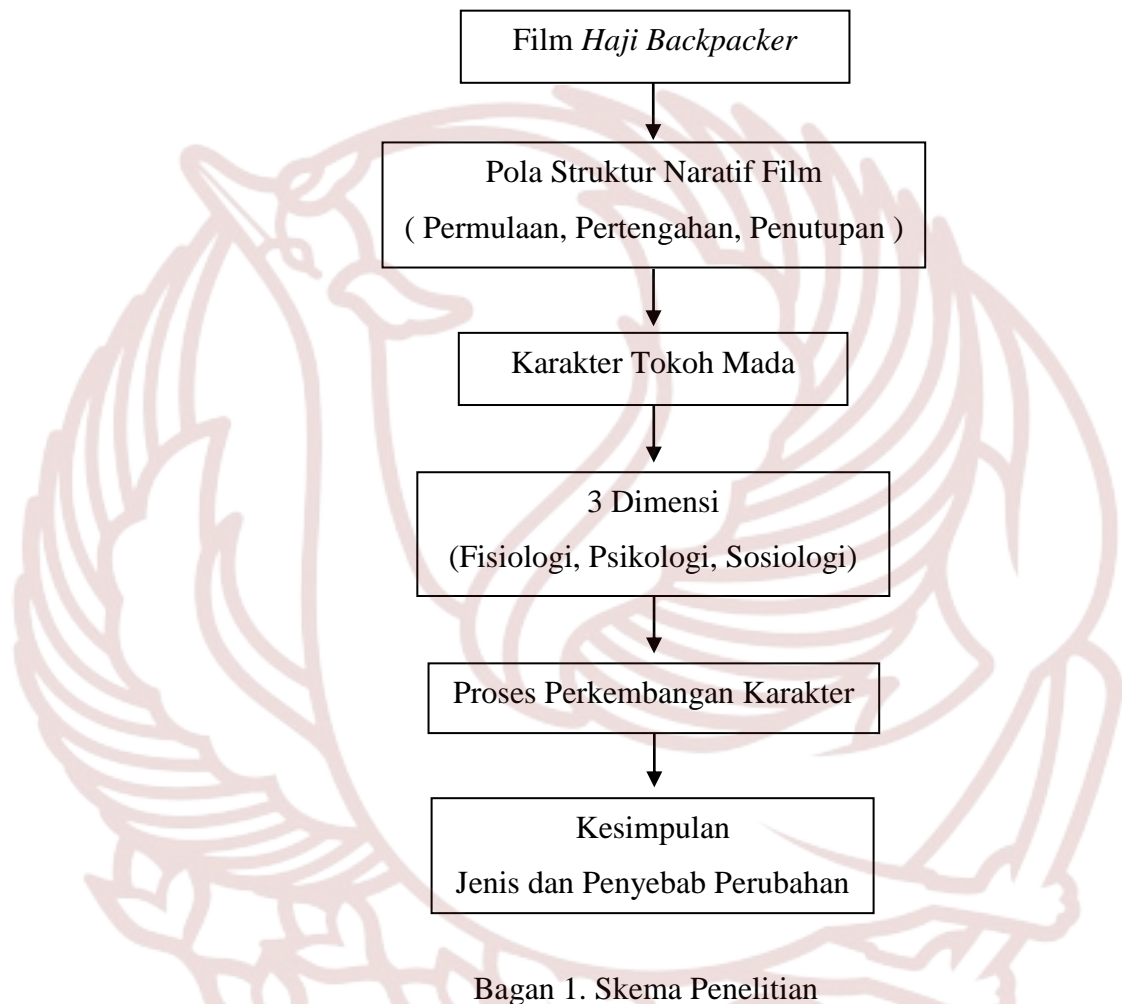 Film Haji Backpacker
Pola Struktur Naratif Film
( Permulaan, Pertengahan, Penutupan )
Karakter Tokoh Mada
3 Dimensi
(Fisiologi, Psikologi, Sosiologi)
Proses Perkembangan Karakter
Kesimpulan
Jenis dan Penyebab Perubahan
Bagan 1. Skema Penelitian